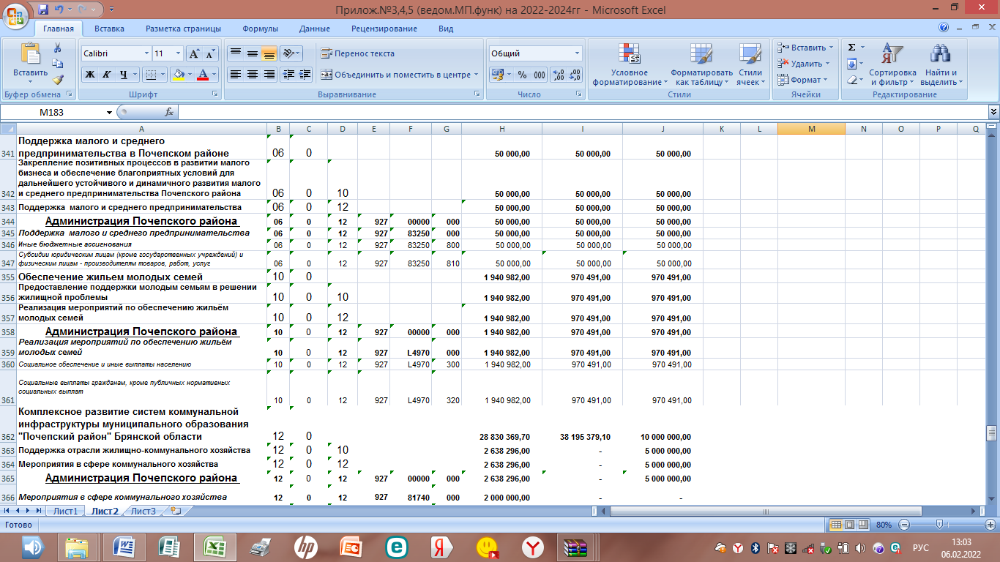 Прилож.№3,4,5 (ведом.МП.функ) на 2022-2024гг - Microsoft Excel
Главная Вставка Разметка страницы Формулы Данные Рецензирование Вид
Вставить
Calibri 11
Перенос текста
Общий
Ж К Ч
Объединить и поместить в центре
% 000
Условное форматирование
Форматировать как таблицу
Стили ячеек
Вставить
Удалить
Формат
Σ
Сортировка и фильтр
Найти и выделить
Буфер обмена Шрифт Выравнивание Число Стили Ячейки Редактирование
M183 fx
A B C D E F G H I J K L M N O P Q
Поддержка малого и среднего
341 предпринимательства в Почепском районе 06 0 50 000,00 50 000,00 50 000,00
Закрепление позитивных процессов в развитии малого
бизнеса и обеспечение благоприятных условий для
дальнейшего устойчивого и динамичного развития малого
342 и среднего предпринимательства Почепского района 06 0 10 50 000,00 50 000,00 50 000,00
343 Поддержка малого и среднего предпринимательства 06 0 12 50 000,00 50 000,00 50 000,00
344 Администрация Почепского района 06 0 12 927 00000 000 50 000,00 50 000,00 50 000,00
345 Поддержка малого и среднего предпринимательства 06 0 12 927 83250 000 50 000,00 50 000,00 50 000,00
346 Иные бюджетные ассигнования 06 0 12 927 83250 800 50 000,00 50 000,00 50 000,00
Субсидии юридическим лицам (кроме государственных учреждений) и
347 физическим лицам - производителям товаров, работ, услуг 06 0 12 927 83250 810 50 000,00 50 000,00 50 000,00
355 Обеспечение жильем молодых семей 10 0 1 940 982,00 970 491,00 970 491,00
Предоставление поддержки молодым семьям в решении
356 жилищной проблемы 10 0 10 1 940 982,00 970 491,00 970 491,00
Реализация мероприятий по обеспечению жильём
357 молодых семей 10 0 12 1 940 982,00 970 491,00 970 491,00
358 Администрация Почепского района 10 0 12 927 00000 000 1 940 982,00 970 491,00 970 491,00
Реализация мероприятий по обеспечению жильём
359 молодых семей 10 0 12 927 L4970 000 1 940 982,00 970 491,00 970 491,00
360 Социальное обеспечение и иные выплаты населению 10 0 12 927 L4970 300 1 940 982,00 970 491,00 970 491,00
Социальные выплаты гражданам, кроме публичных нормативных
социальных выплат
361 10 0 12 927 L4970 320 1 940 982,00 970 491,00 970 491,00
Комплексное развитие систем коммунальной
инфраструктуры муниципального образования
362 "Почепский район" Брянской области 12 0 28 830 369,70 38 195 379,10 10 000 000,00
363 Поддержка отрасли жилищно-коммунального хозяйства 12 0 10 2 638 296,00 - 5 000 000,00
364 Мероприятия в сфере коммунального хозяйства 12 0 12 2 638 296,00 - 5 000 000,00
365 Администрация Почепского района 12 0 12 927 00000 000 2 638 296,00 - 5 000 000,00
366 Мероприятия в сфере коммунального хозяйства 12 0 12 927 81740 000 2 000 000,00 - -
Лист1 Лист2 Лист3
Готово 80%
РУС
13:03
06.02.2022